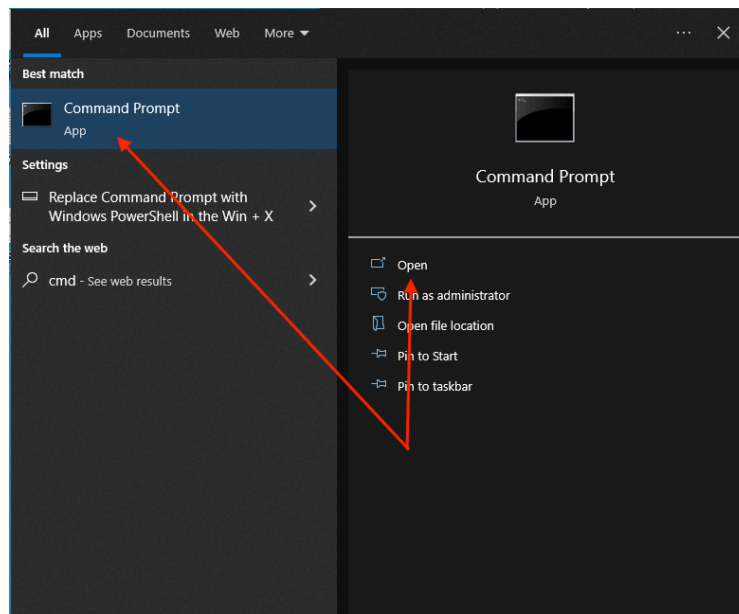 All Apps Documents Web More
Best match
Command Prompt
App
Settings
Replace Command Prompt with
Windows PowerShell in the Win + X
Search the web
cmd - See web results
Command Prompt
App
Open
Run as administrator
Open file location
Pin to Start
Pin to taskbar